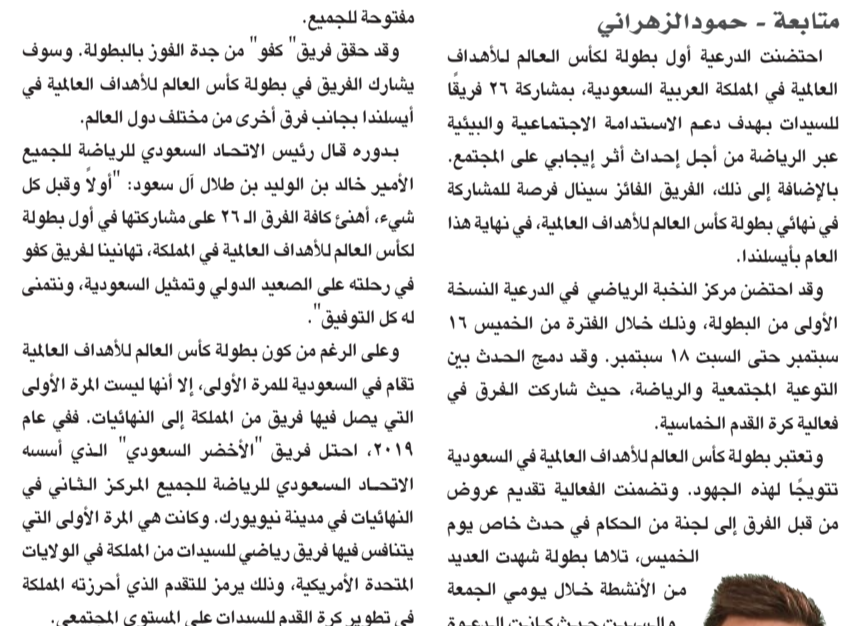 متابعة - حمودالزهراني
احتضنت الدرعية أول بطولة لكأس العالم للأهداف
العالمية في المملكة العربية السعودية، بمشاركة ٢٦ فريقًا
للسيدات بهدف دعم الاستدامة الاجتماعية والبيئية
عبر الرياضة من أجل إحداث أثر إيجابي على المجتمع.
بالإضافة إلى ذلك، الفريق الفائز سينال فرصة للمشاركة
في نهائي بطولة كأس العالم للأهداف العالمية، في نهاية هذا
العام بأيسلندا.
وقد احتضن مركز النخبة الرياضي في الدرعية النسخة
الأولى من البطولة، وذلك خلال الفترة من الخميس ١٦
سبتمبر حتى السبت ١٨ سبتمبر. وقد دمج الحدث بين
التوعية المجتمعية والرياضة، حيث شاركت الفرق في
فعالية كرة القدم الخماسية.
وتعتبر بطولة كأس العالم للأهداف العالمية في السعودية
تتويجًا لهذه الجهود. وتضمنت الفعالية تقديم عروض
من قبل الفرق إلى لجنة من الحكام في حدث خاص يوم
الخميس، تلاها بطولة شهدت العديد
من الأنشطة خلال يومي الجمعة
والسبت حيث كانت الدعوة
مفتوحة للجميع.
وقد حقق فريق" كفو" من جدة الفوز بالبطولة. وسوف
يشارك الفريق في بطولة كأس العالم للأهداف العالمية في
أيسلندا بجانب فرق أخرى من مختلف دول العالم.
بدوره قال رئيس الاتحاد السعودي للرياضة للجميع
الأمير خالد بن الوليد بن طلال آل سعود: "أولاً وقبل كل
شيء، أهنئ كافة الفرق الـ ٢٦ على مشاركتها في أول بطولة
لكأس العالم للأهداف العالمية في المملكة، تهانينا لفريق كفو
في رحلته على الصعيد الدولي وتمثيل السعودية، ونتمنى
له كل التوفيق".
وعلى الرغم من كون بطولة كأس العالم للأهداف العالمية
تقام في السعودية للمرة الأولى، إلا أنها ليست المرة الأولى
التي يصل فيها فريق من المملكة إلى النهائيات. ففي عام
٢٠١٩، احتل فريق "الأخضر السعودي" الذي أسسه
الاتحاد السعودي للرياضة للجميع المركز الثاني في
النهائيات في مدينة نيويورك. وكانت هي المرة الأولى التي
يتنافس فيها فريق رياضي للسيدات من المملكة في الولايات
المتحدة الأمريكية، وذلك يرمز للتقدم الذي أحرزته المملكة
في تطوير كرة القدم للسيدات على المستوى المجتمعي.